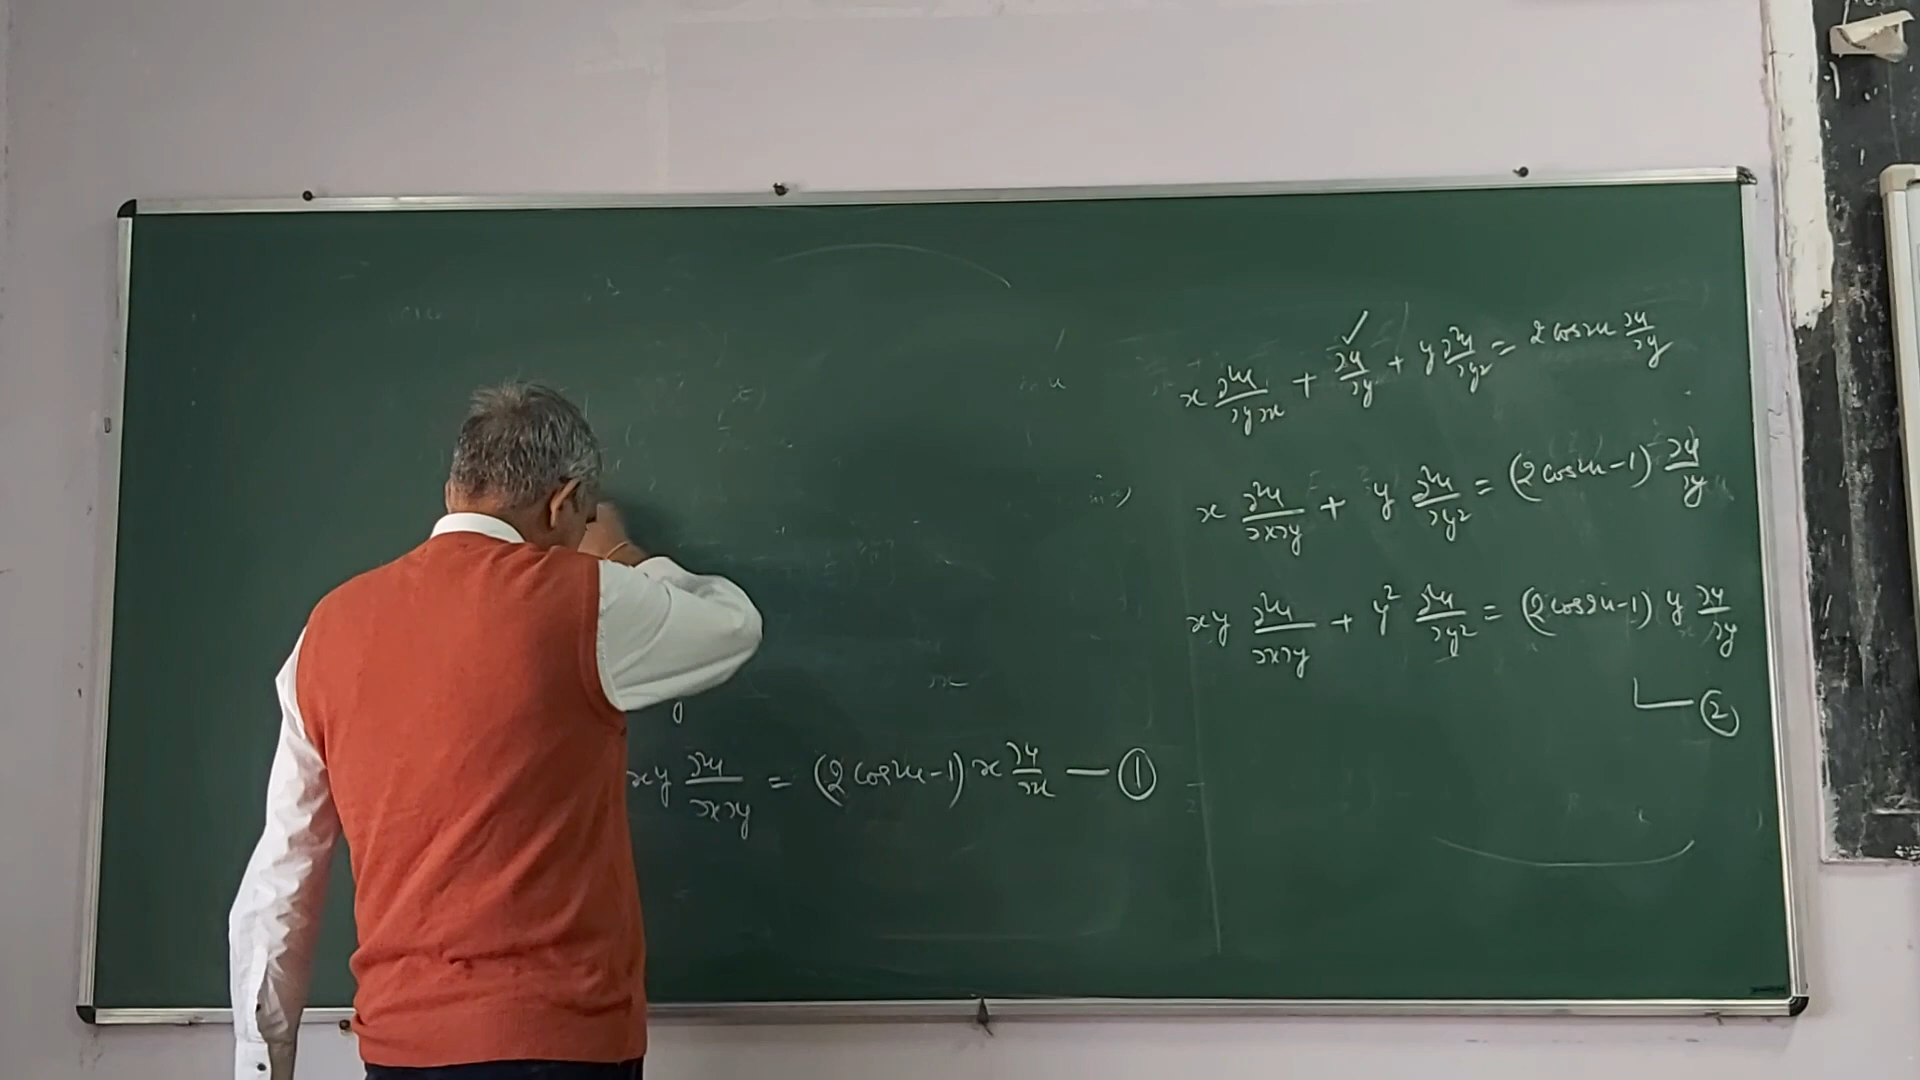 xy ∂²u/∂x∂y = (2cos2u-1) x ∂u/∂x — ①
x ∂²u/∂y∂x + ∂u/∂y + y ∂²u/∂y² = 2cos2u ∂u/∂y
x ∂²u/∂x∂y + y ∂²u/∂y² = (2cos2u-1) ∂u/∂y
xy ∂²u/∂x∂y + y² ∂²u/∂y² = (2cos2u-1) y ∂u/∂y
— ②